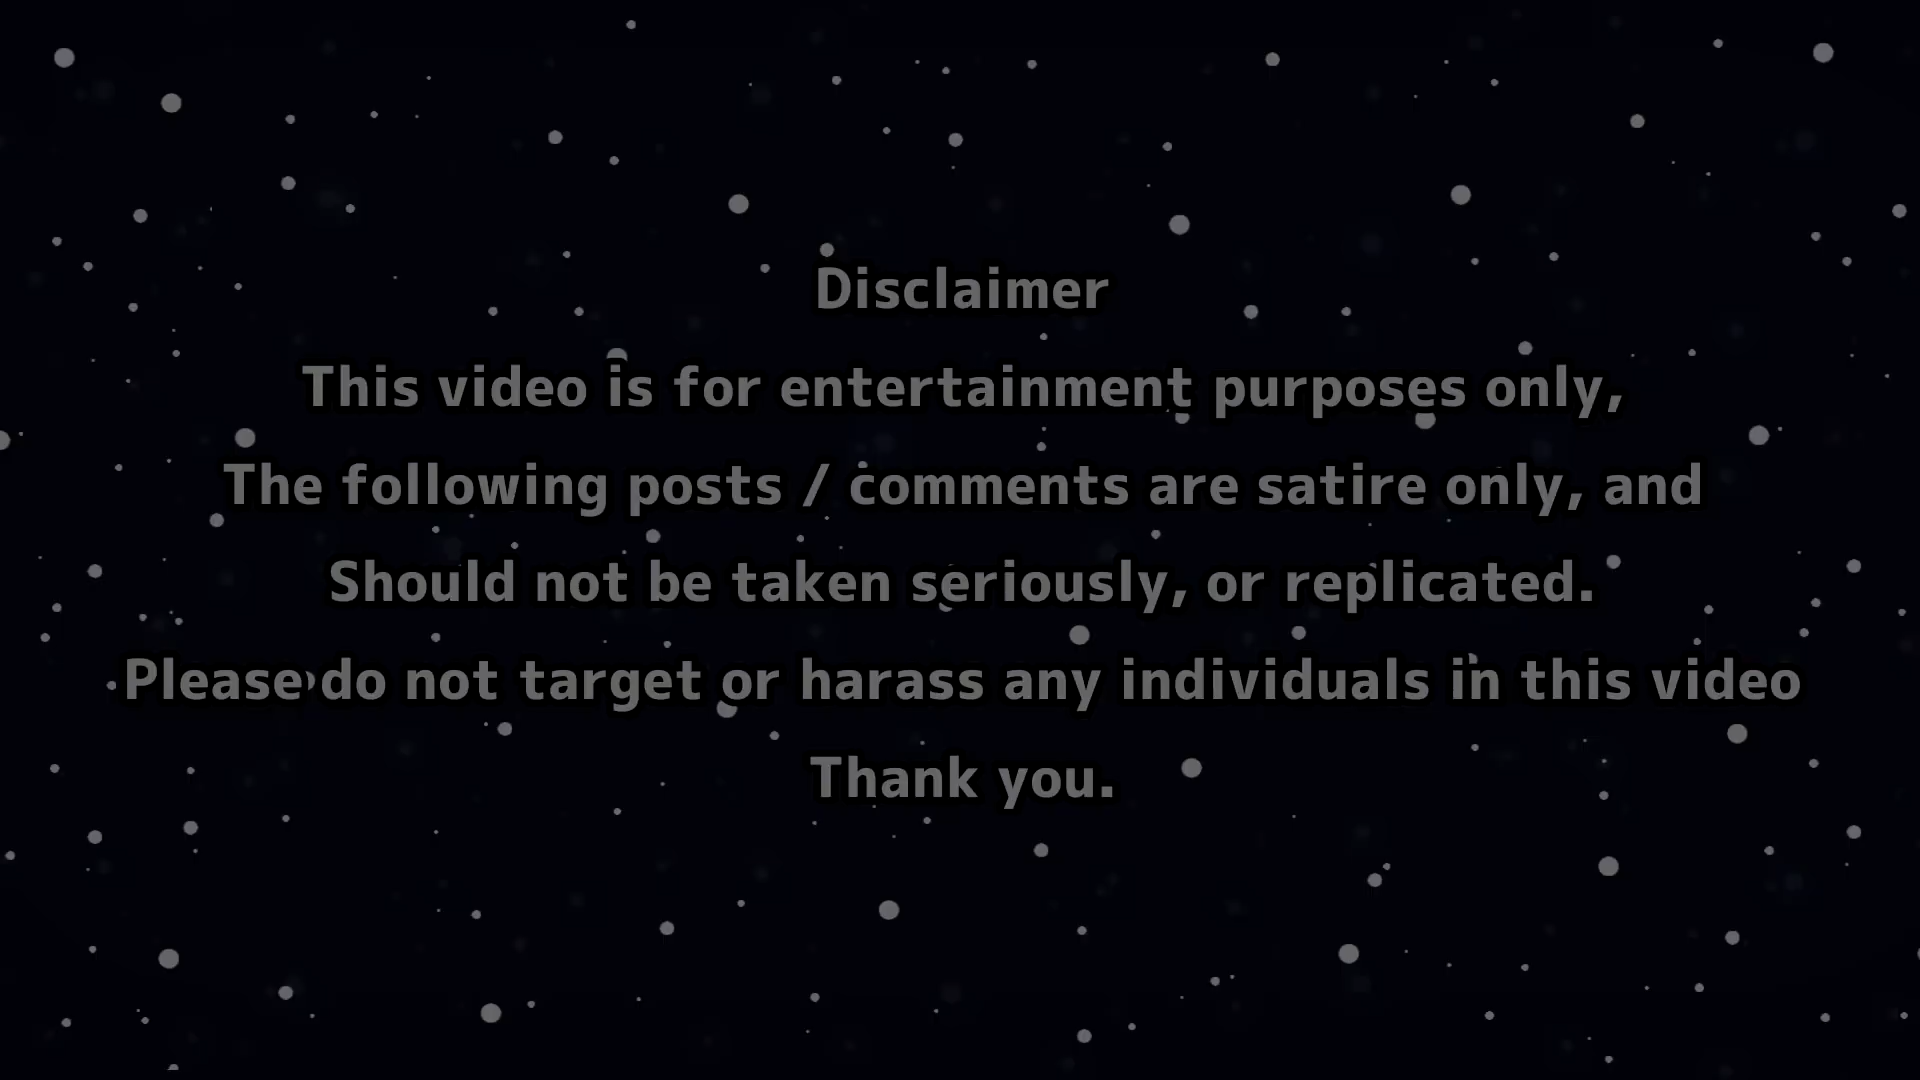 Disclaimer
This video is for entertainment purposes only,
The following posts / comments are satire only, and
Should not be taken seriously, or replicated.
Please do not target or harass any individuals in this video
Thank you.